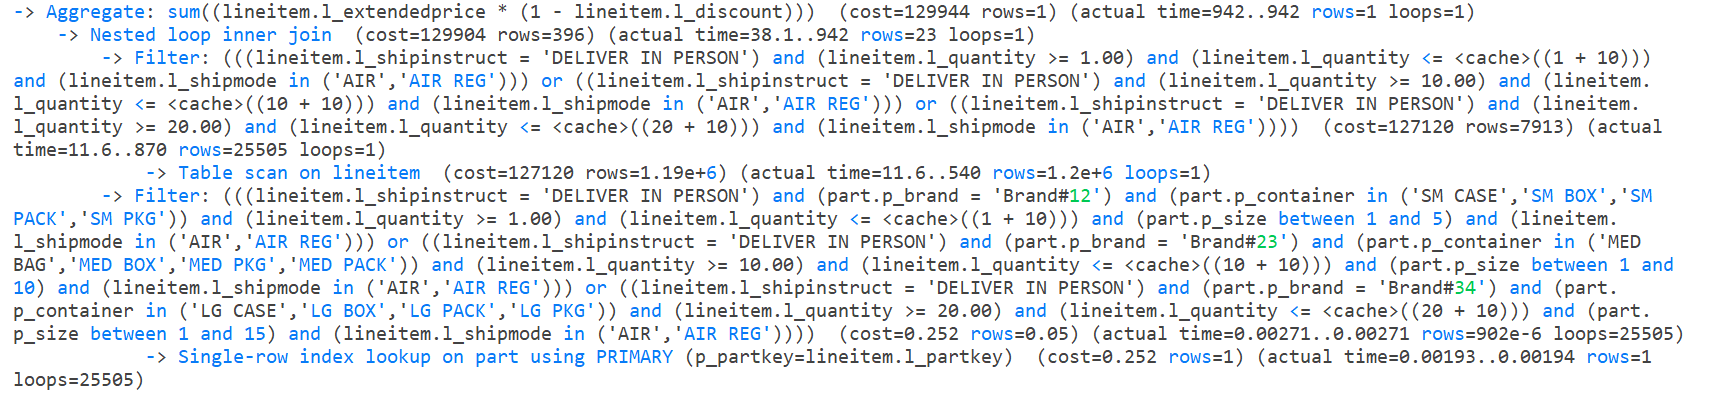 -> Aggregate: sum((lineitem.l_extendedprice * (1 - lineitem.l_discount)))  (cost=129944 rows=1) (actual time=942..942 rows=1 loops=1)
    -> Nested loop inner join  (cost=129904 rows=396) (actual time=38.1..942 rows=23 loops=1)
        -> Filter: (((lineitem.l_shipinstruct = 'DELIVER IN PERSON') and (lineitem.l_quantity >= 1.00) and (lineitem.l_quantity <= <cache>((1 + 10)))
and (lineitem.l_shipmode in ('AIR','AIR REG'))) or ((lineitem.l_shipinstruct = 'DELIVER IN PERSON') and (lineitem.l_quantity >= 10.00) and (lineitem.
l_quantity <= <cache>((10 + 10))) and (lineitem.l_shipmode in ('AIR','AIR REG'))) or ((lineitem.l_shipinstruct = 'DELIVER IN PERSON') and (lineitem.
l_quantity >= 20.00) and (lineitem.l_quantity <= <cache>((20 + 10))) and (lineitem.l_shipmode in ('AIR','AIR REG'))))  (cost=127120 rows=7913) (actual
time=11.6..870 rows=25505 loops=1)
            -> Table scan on lineitem  (cost=127120 rows=1.19e+6) (actual time=11.6..540 rows=1.2e+6 loops=1)
        -> Filter: (((lineitem.l_shipinstruct = 'DELIVER IN PERSON') and (part.p_brand = 'Brand#12') and (part.p_container in ('SM CASE','SM BOX','SM
PACK','SM PKG')) and (lineitem.l_quantity >= 1.00) and (lineitem.l_quantity <= <cache>((1 + 10))) and (part.p_size between 1 and 5) and (lineitem.
l_shipmode in ('AIR','AIR REG'))) or ((lineitem.l_shipinstruct = 'DELIVER IN PERSON') and (part.p_brand = 'Brand#23') and (part.p_container in ('MED
BAG','MED BOX','MED PKG','MED PACK')) and (lineitem.l_quantity >= 10.00) and (lineitem.l_quantity <= <cache>((10 + 10))) and (part.p_size between 1 and
10) and (lineitem.l_shipmode in ('AIR','AIR REG'))) or ((lineitem.l_shipinstruct = 'DELIVER IN PERSON') and (part.p_brand = 'Brand#34') and (part.
p_container in ('LG CASE','LG BOX','LG PACK','LG PKG')) and (lineitem.l_quantity >= 20.00) and (lineitem.l_quantity <= <cache>((20 + 10))) and (part.
p_size between 1 and 15) and (lineitem.l_shipmode in ('AIR','AIR REG'))))  (cost=0.252 rows=0.05) (actual time=0.00271..0.00271 rows=902e-6 loops=25505)
            -> Single-row index lookup on part using PRIMARY (p_partkey=lineitem.l_partkey)  (cost=0.252 rows=1) (actual time=0.00193..0.00194 rows=1
loops=25505)